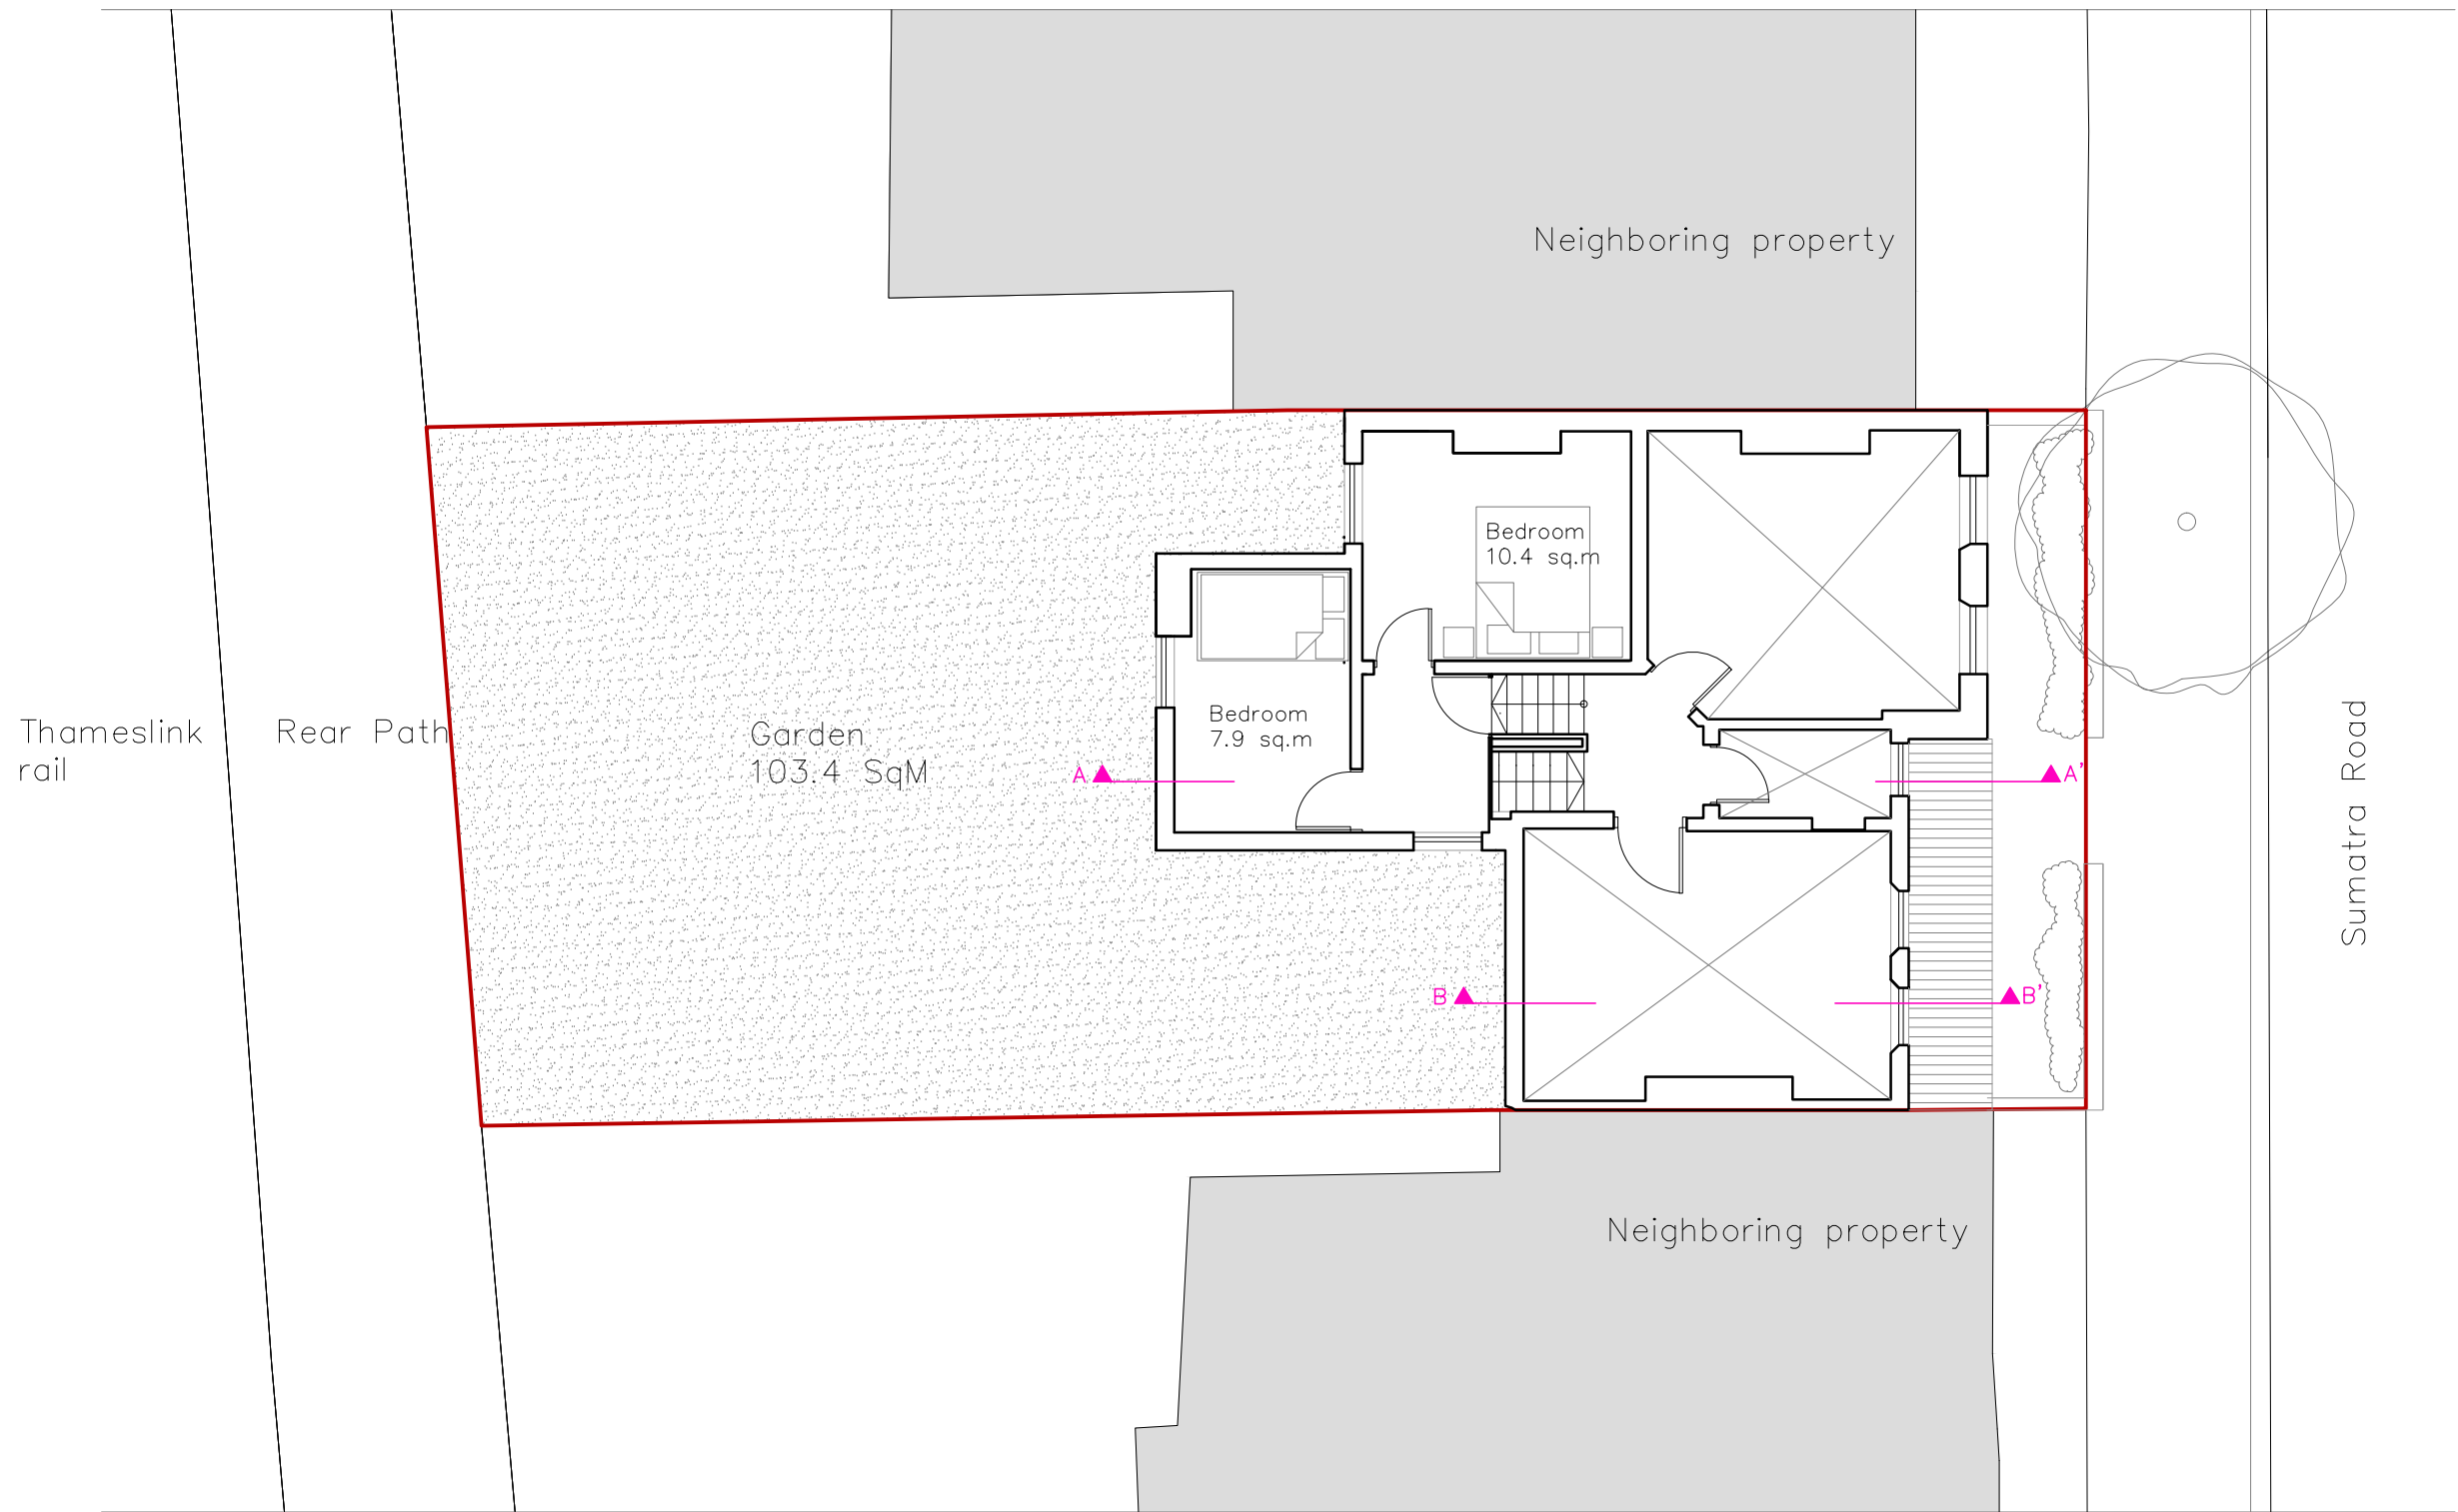 Neighboring property
Bedroom
10.4 sq.m
Bedroom
7.9 sq.m
Thameslink
rail
Rear Path
Garden
103.4 SqM
A
A'
Sumatra Road
B
B'
Neighboring property